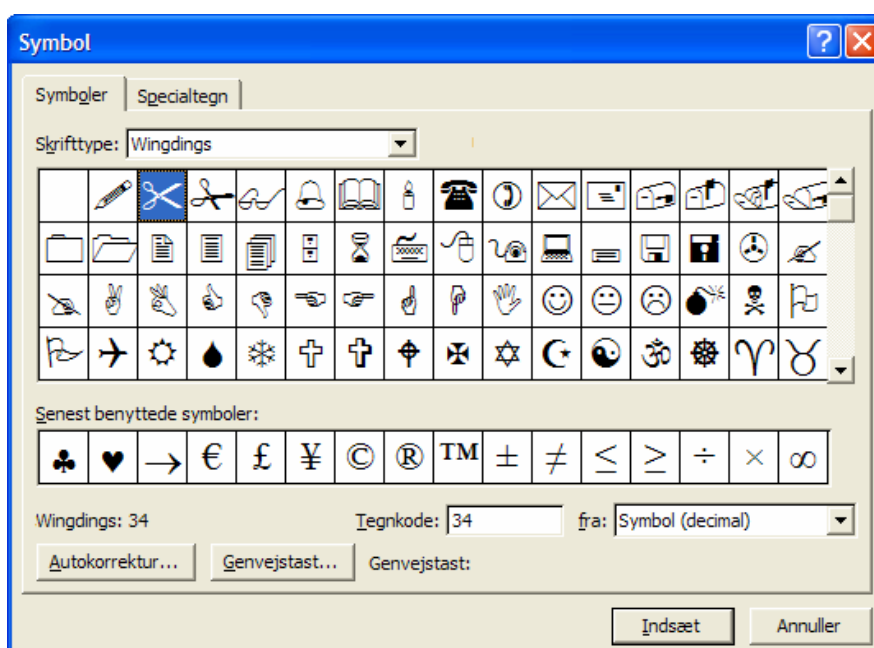 Symbol
Symboler Specialtegn
Skrifttype: Wingdings
Senest benyttede symboler:
♣ ♥ → € £ ¥ © ® ™ ± ≠ ≤ ≥ ÷ × ∞
Wingdings: 34 Tegnkode: 34 fra: Symbol (decimal)
Autokorrektur... Genvejstast... Genvejstast:
Indsæt Annuller